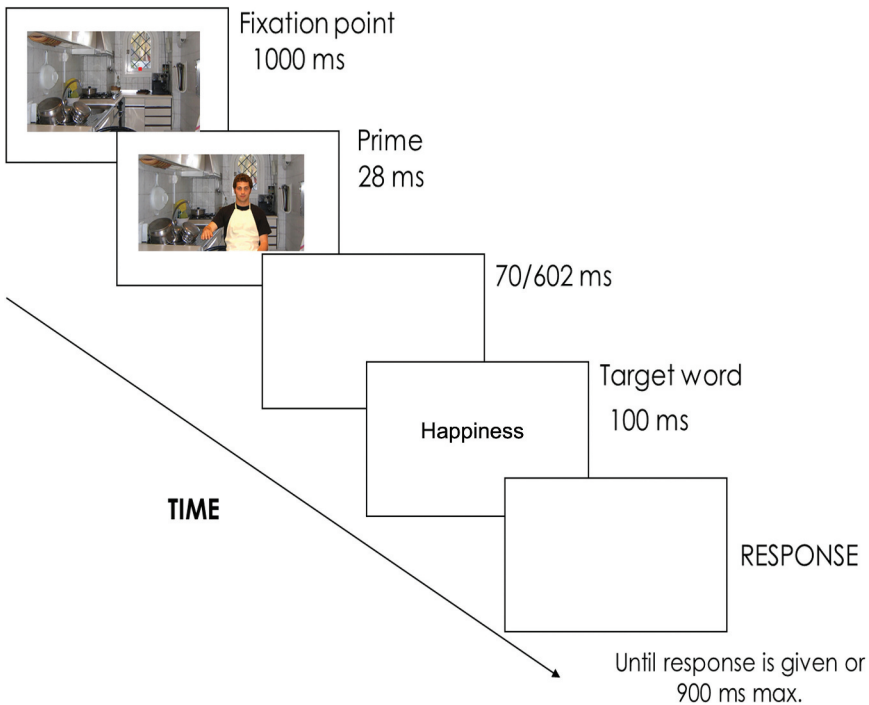 Fixation point
1000 ms
Prime
28 ms
70/602 ms
Target word
100 ms
Happiness
TIME
RESPONSE
Until response is given or
900 ms max.